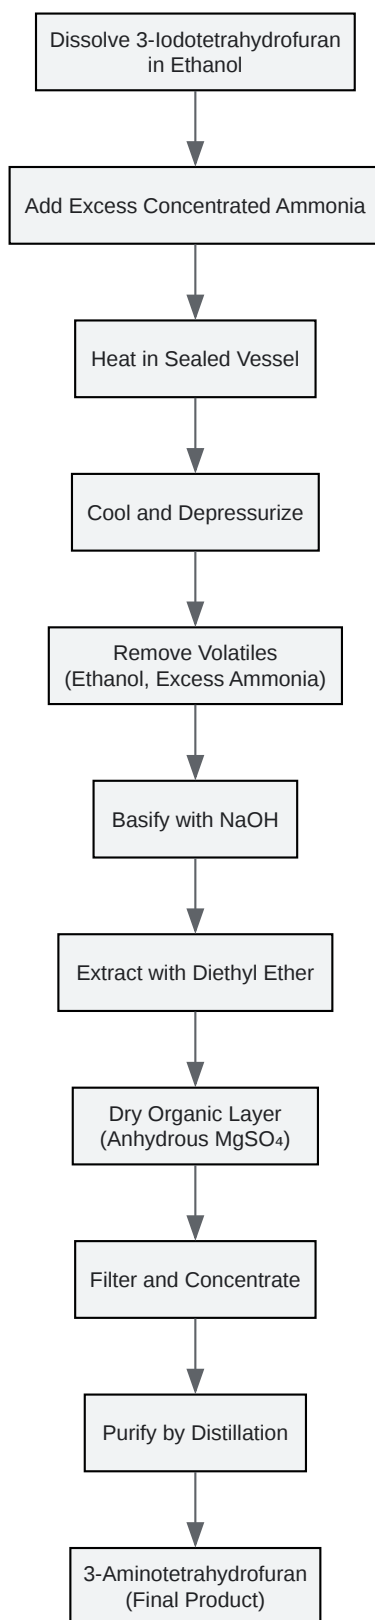 Dissolve 3-Iodotetrahydrofuran
in Ethanol
Add Excess Concentrated Ammonia
Heat in Sealed Vessel
Cool and Depressurize
Remove Volatiles
(Ethanol, Excess Ammonia)
Basify with NaOH
Extract with Diethyl Ether
Dry Organic Layer
(Anhydrous MgSO₄)
Filter and Concentrate
Purify by Distillation
3-Aminotetrahydrofuran
(Final Product)